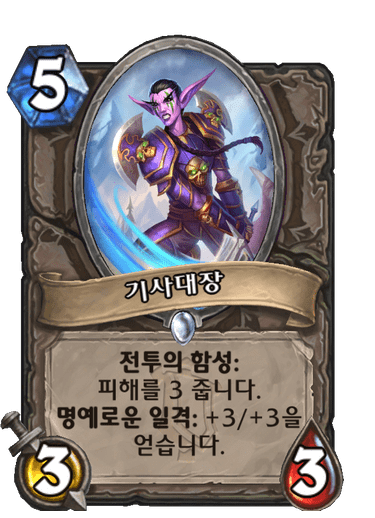 5
기사대장
전투의 함성:
피해를 3 줍니다.
명예로운 일격: +3/+3을
얻습니다.
3
3